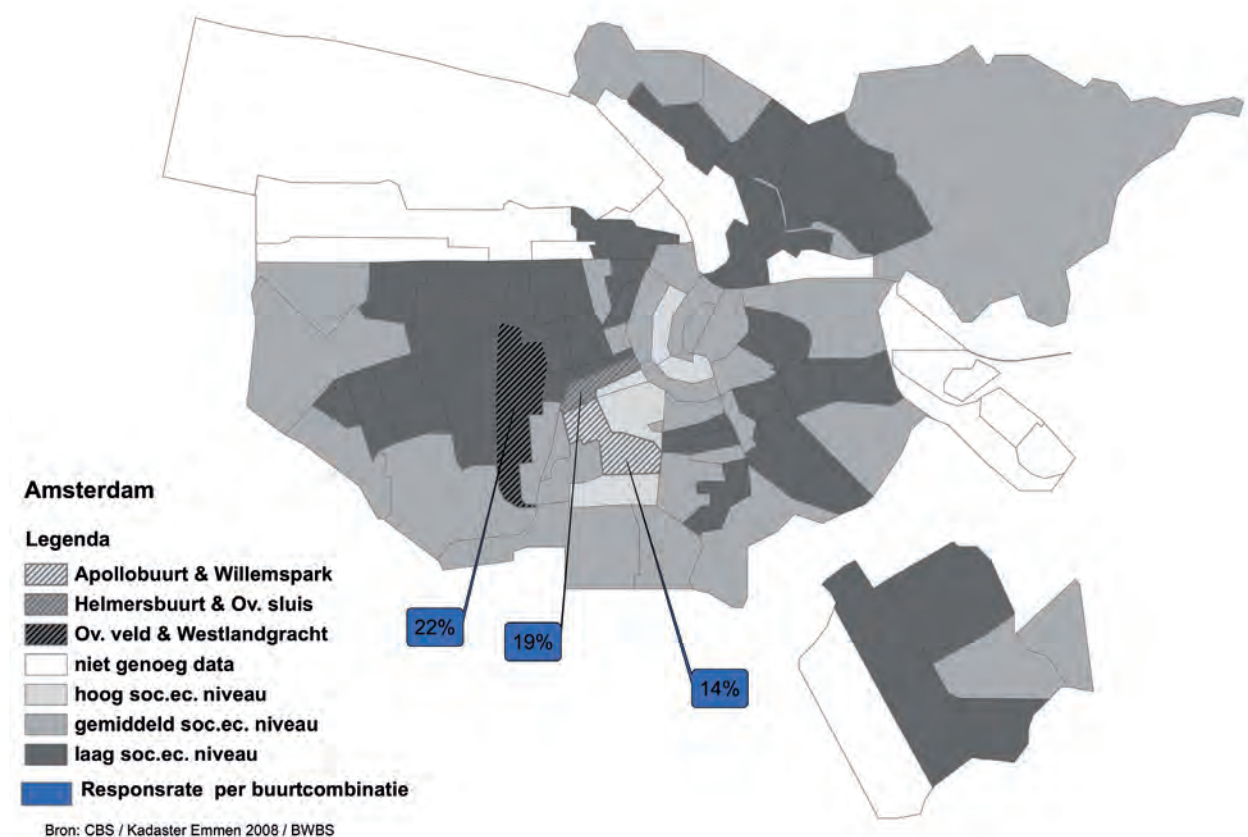 22%
19%
14%
Amsterdam
Legenda
Apollobuurt & Willemspark
Helmersbuurt & Ov. sluis
Ov. veld & Westlandgracht
niet genoeg data
hoog soc.ec. niveau
gemiddeld soc.ec. niveau
laag soc.ec. niveau
Responsrate per buurtcombinatie
Bron: CBS / Kadaster Emmen 2008 / BWBS